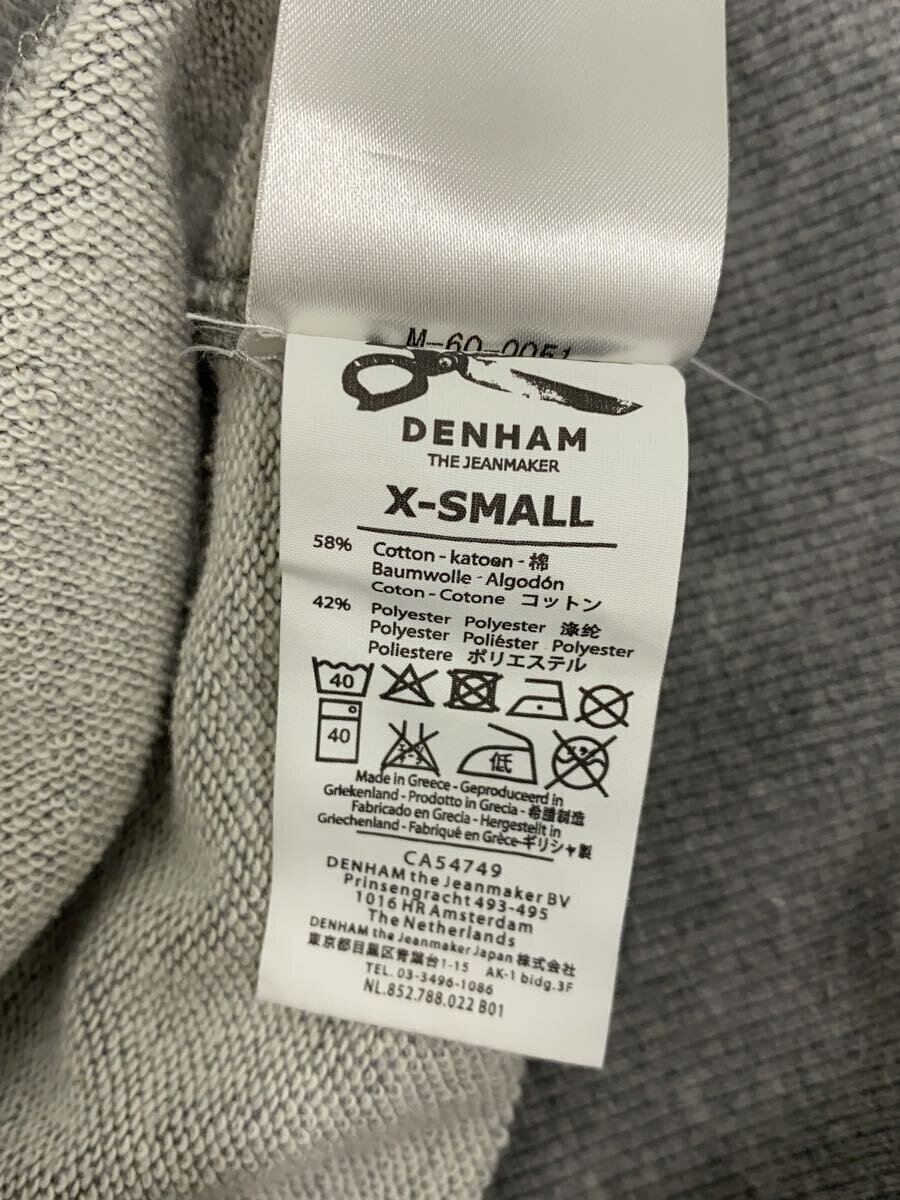 M-60-0051
DENHAM
THE JEANMAKER
X-SMALL
58% Cotton - katoen - 棉
Baumwolle - Algodón
Coton - Cotone コットン
42% Polyester Polyester 涤纶
Polyester Poliéster Polyester
Poliestere ポリエステル
40
40 低
Made in Greece - Geproduceerd in
Griekenland - Prodotto in Grecia - 希腊制造
Fabricado en Grecia - Hergestellt in
Griechenland - Fabriqué en Grèce-ギリシャ製
CA54749
DENHAM the Jeanmaker BV
Prinsengracht 493-495
1016 HR Amsterdam
The Netherlands
DENHAM the Jeanmaker Japan 株式会社
東京都目黒区青葉台1-15 AK-1 bldg.3F
TEL. 03-3496-1086
NL.852.788.022 B01